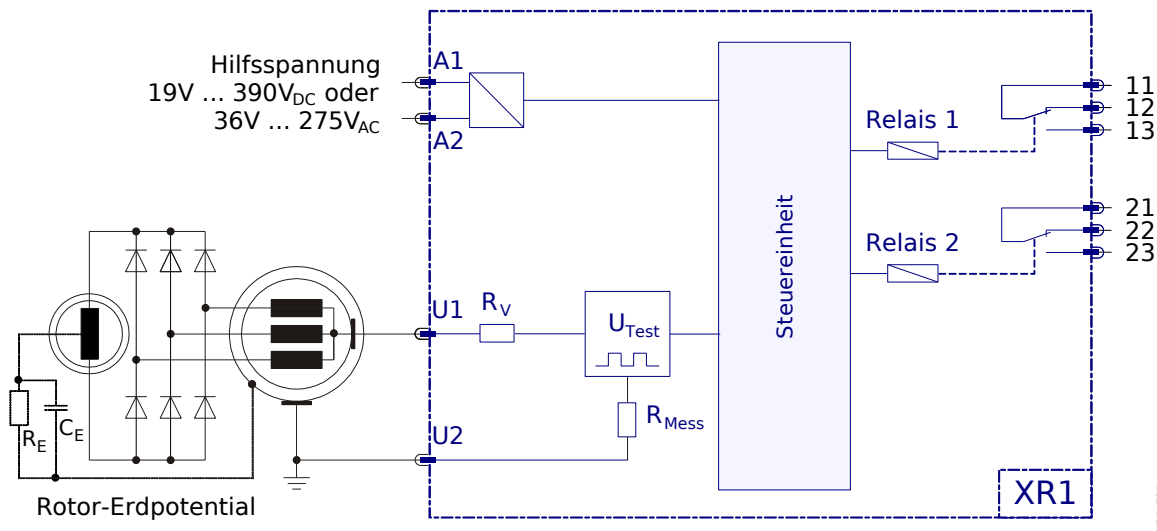 Hilfsspannung
19V ... 390VDC oder
36V ... 275VAC
A1
A2
Relais 1
11
12
13
Relais 2
21
22
23
Steuereinheit
U1
RV
UTest
RMess
U2
RE
CE
Rotor-Erdpotential
XR1